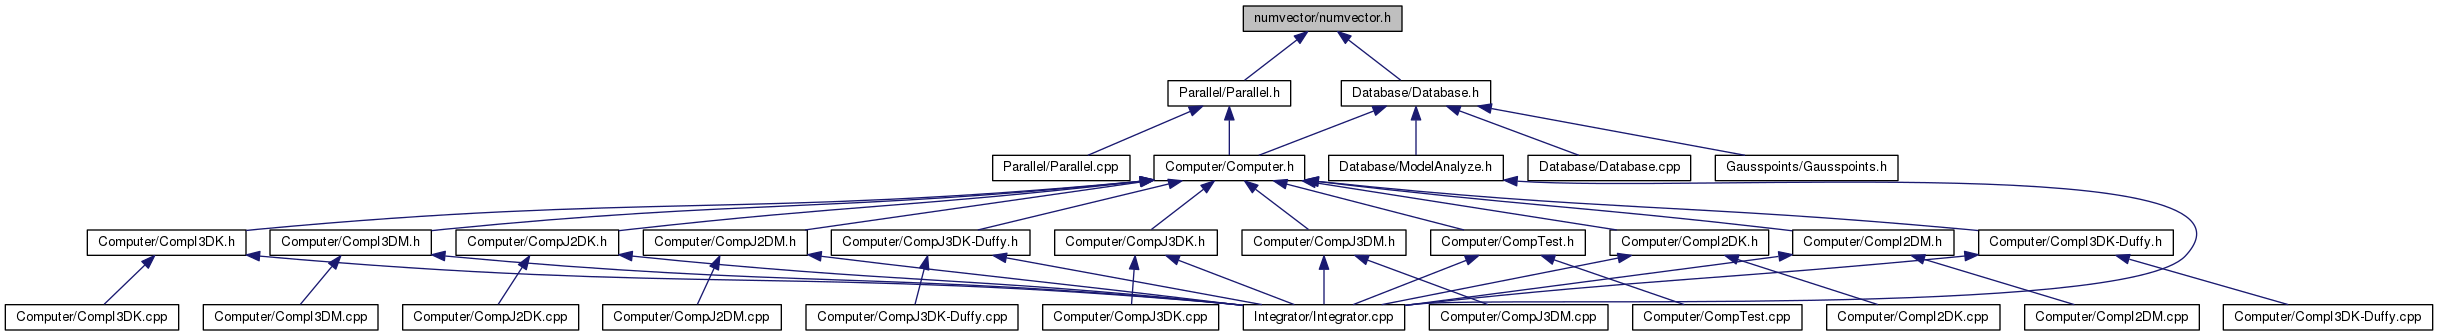 numvector/numvector.h
Parallel/Parallel.h
Database/Database.h
Parallel/Parallel.cpp
Computer/Computer.h
Database/ModelAnalyze.h
Database/Database.cpp
Gausspoints/Gausspoints.h
Computer/CompI3DK.h
Computer/CompI3DM.h
Computer/CompJ2DK.h
Computer/CompJ2DM.h
Computer/CompJ3DK-Duffy.h
Computer/CompJ3DK.h
Computer/CompJ3DM.h
Computer/CompTest.h
Computer/CompI2DK.h
Computer/CompI2DM.h
Computer/CompI3DK-Duffy.h
Computer/CompI3DK.cpp
Computer/CompI3DM.cpp
Computer/CompJ2DK.cpp
Computer/CompJ2DM.cpp
Computer/CompJ3DK-Duffy.cpp
Computer/CompJ3DK.cpp
Integrator/Integrator.cpp
Computer/CompJ3DM.cpp
Computer/CompTest.cpp
Computer/CompI2DK.cpp
Computer/CompI2DM.cpp
Computer/CompI3DK-Duffy.cpp